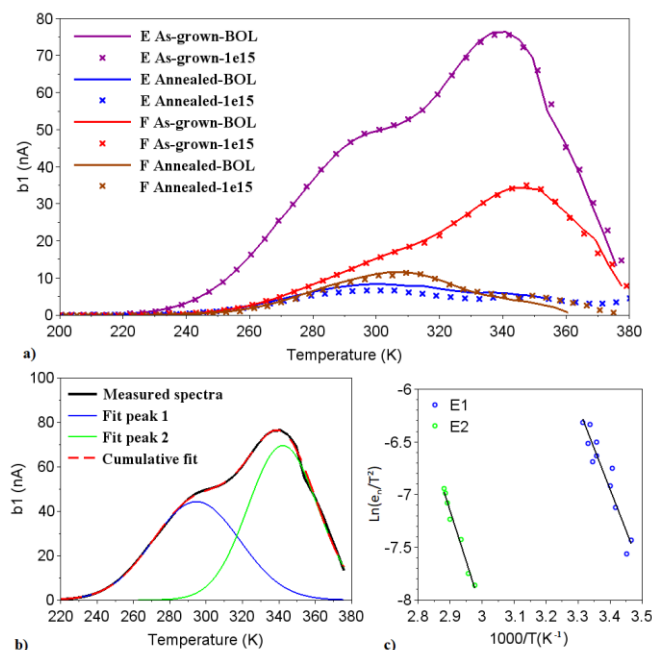 80
70
60
50
40
30
20
10
0
b1 (nA)
E As-grown-BOL
E As-grown-1e15
E Annealed-BOL
E Annealed-1e15
F As-grown-BOL
F As-grown-1e15
F Annealed-BOL
F Annealed-1e15
200 220 240 260 280 300 320 340 360 380
a) Temperature (K)
100
80
60
40
20
0
b1 (nA)
Measured spectra
Fit peak 1
Fit peak 2
Cumulative fit
220 240 260 280 300 320 340 360 380
b) Temperature (K)
-6
-6.5
-7
-7.5
-8
Ln(eₙ/T²)
E1
E2
2.8 2.9 3 3.1 3.2 3.3 3.4 3.5
c) 1000/T(K⁻¹)